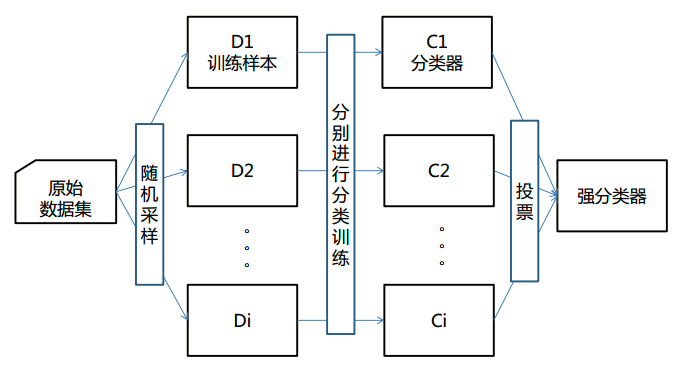 原始
数据集
随机采样
D1
训练样本
D2
。
。
。
Di
分别进行分类训练
C1
分类器
C2
。
。
。
Ci
投票
强分类器